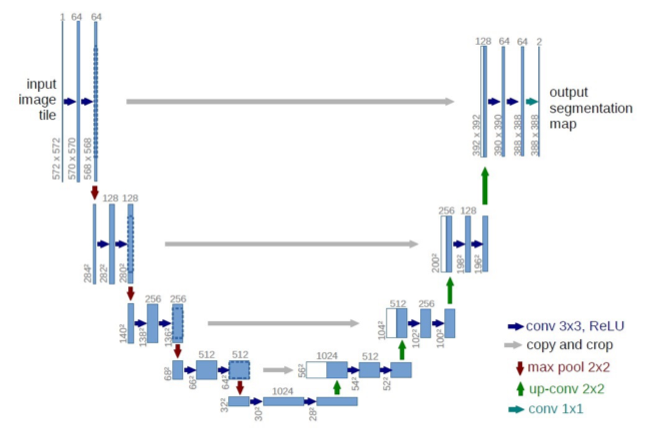 1 64 64
128
64
64
2
input
image
tile
output
segmentation
map
572 x 572
570 x 570
568 x 568
392 x 392
390 x 390
388 x 388
388 x 388
128 128
256 128
284²
282²
280²
200²
198²
196²
256 256
512 256
140²
138²
136²
104²
102²
100²
512 512
1024 512
68²
66²
64²
56²
54²
52²
1024
32²
30²
28²
conv 3x3, ReLU
copy and crop
max pool 2x2
up-conv 2x2
conv 1x1